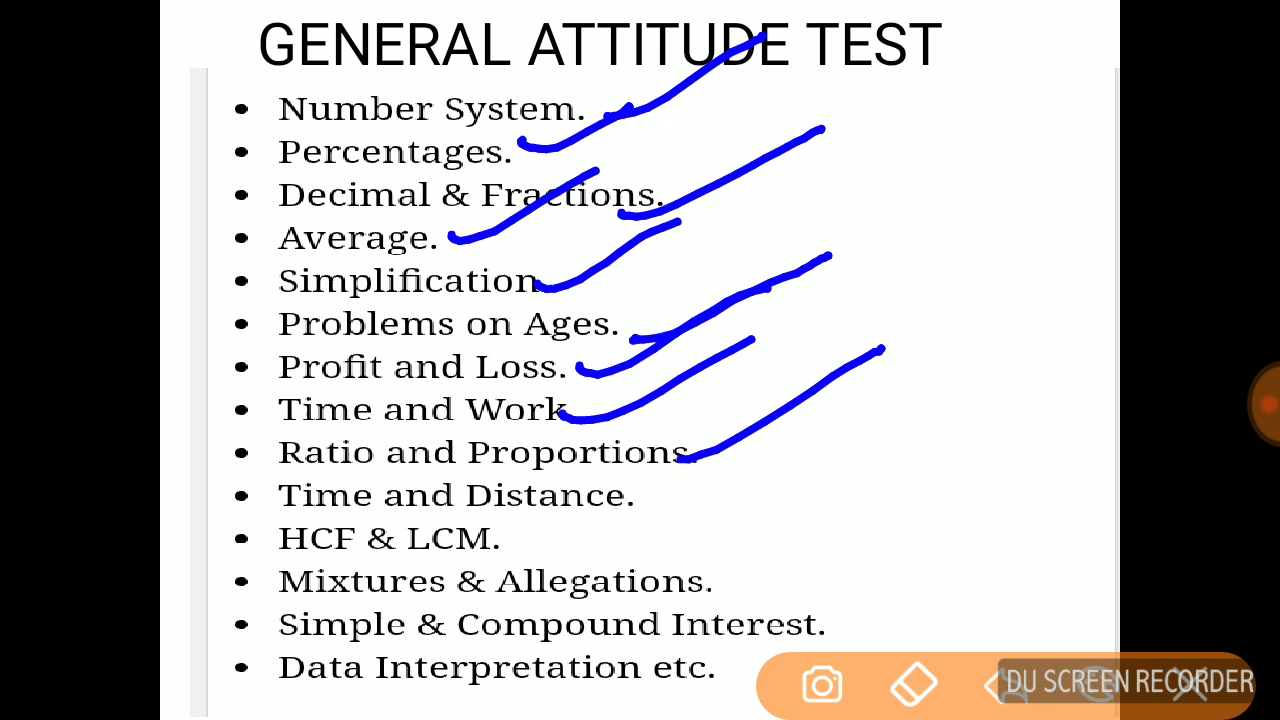 GENERAL ATTITUDE TEST
• Number System.
• Percentages.
• Decimal & Fractions.
• Average.
• Simplification
• Problems on Ages.
• Profit and Loss.
• Time and Work
• Ratio and Proportions.
• Time and Distance.
• HCF & LCM.
• Mixtures & Allegations.
• Simple & Compound Interest.
• Data Interpretation etc.
DU SCREEN RECORDER